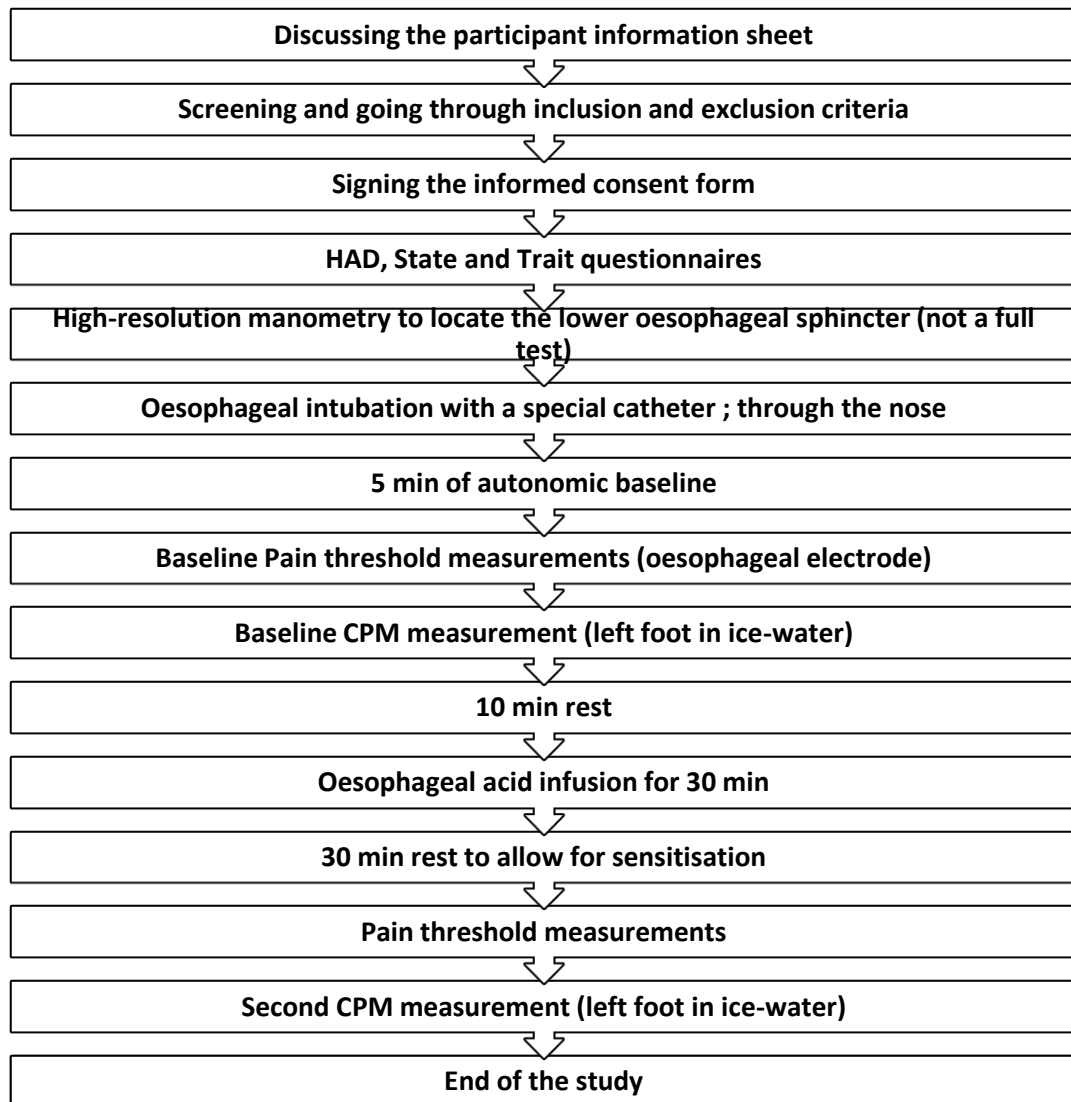 Discussing the participant information sheet
Screening and going through inclusion and exclusion criteria
Signing the informed consent form
HAD, State and Trait questionnaires
High-resolution manometry to locate the lower oesophageal sphincter (not a full
test)
Oesophageal intubation with a special catheter ; through the nose
5 min of autonomic baseline
Baseline Pain threshold measurements (oesophageal electrode)
Baseline CPM measurement (left foot in ice-water)
10 min rest
Oesophageal acid infusion for 30 min
30 min rest to allow for sensitisation
Pain threshold measurements
Second CPM measurement (left foot in ice-water)
End of the study